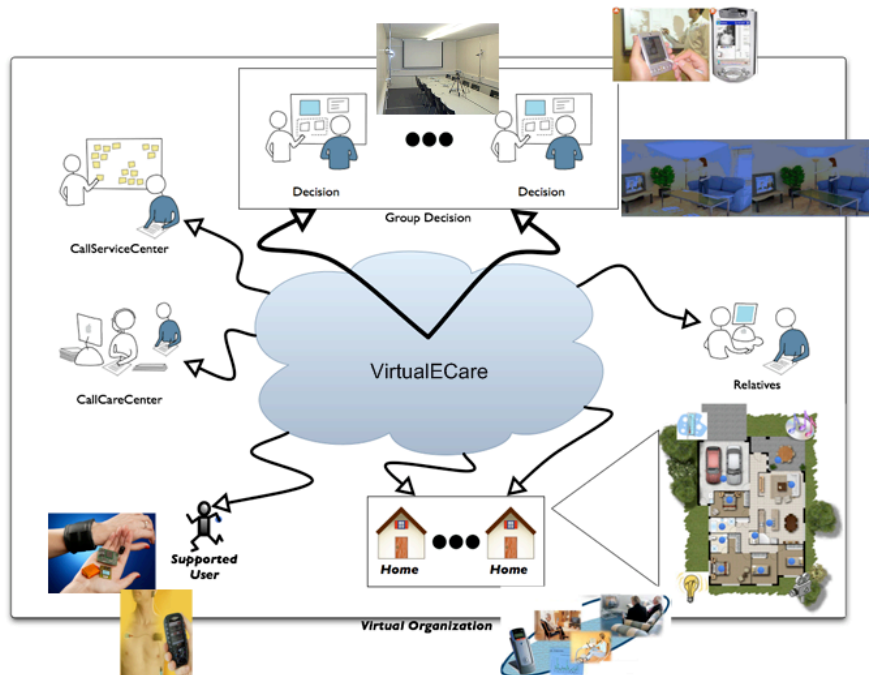 Decision
Decision
Group Decision
CallServiceCenter
VirtualECare
CallCareCenter
Relatives
Supported
User
Home
Home
Virtual Organization